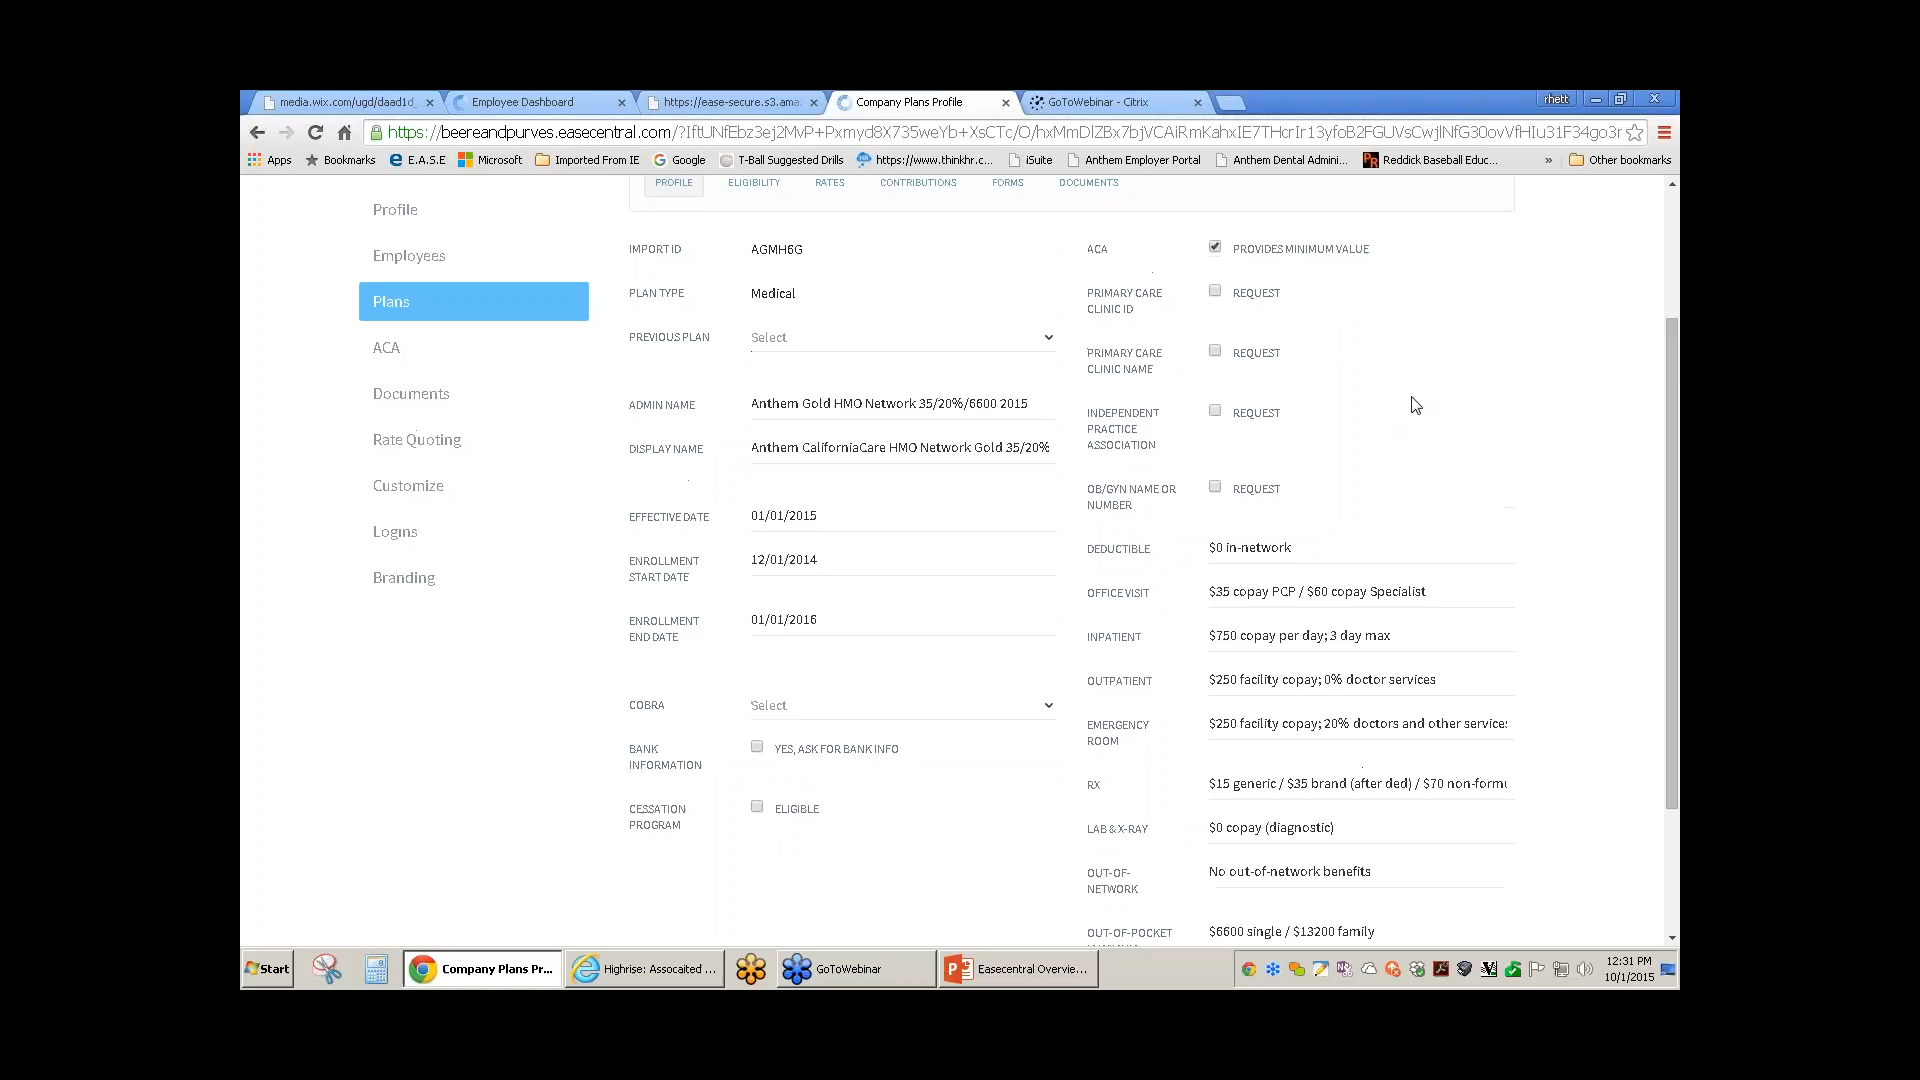 media.wix.com/ugd/daad1d_
Employee Dashboard
https://ease-secure.s3.ama
Company Plans Profile
GoToWebinar - Citrix
rhett
https://beereandpurves.easecentral.com/
Apps
Bookmarks
E.A.S.E
Microsoft
Imported From IE
Google
T-Ball Suggested Drills
https://www.thinkhr.c...
iSuite
Anthem Employer Portal
Anthem Dental Admini...
Reddick Baseball Educ...
»
Other bookmarks
PROFILE
ELIGIBILITY
RATES
CONTRIBUTIONS
FORMS
DOCUMENTS
Profile
Employees
Plans
ACA
Documents
Rate Quoting
Customize
Logins
Branding
IMPORT ID
AGMH6G
PLAN TYPE
Medical
PREVIOUS PLAN
Select
ADMIN NAME
Anthem Gold HMO Network 35/20%/6600 2015
DISPLAY NAME
Anthem CaliforniaCare HMO Network Gold 35/20%
EFFECTIVE DATE
01/01/2015
ENROLLMENT
START DATE
12/01/2014
ENROLLMENT
END DATE
01/01/2016
COBRA
Select
BANK
INFORMATION
YES, ASK FOR BANK INFO
CESSATION
PROGRAM
ELIGIBLE
ACA
PROVIDES MINIMUM VALUE
PRIMARY CARE
CLINIC ID
REQUEST
PRIMARY CARE
CLINIC NAME
REQUEST
INDEPENDENT
PRACTICE
ASSOCIATION
REQUEST
OB/GYN NAME OR
NUMBER
REQUEST
DEDUCTIBLE
$0 in-network
OFFICE VISIT
$35 copay PCP / $60 copay Specialist
INPATIENT
$750 copay per day; 3 day max
OUTPATIENT
$250 facility copay; 0% doctor services
EMERGENCY
ROOM
$250 facility copay; 20% doctors and other services
RX
$15 generic / $35 brand (after ded) / $70 non-formu
LAB & X-RAY
$0 copay (diagnostic)
OUT-OF-
NETWORK
No out-of-network benefits
OUT-OF-POCKET
$6600 single / $13200 family
Start
Company Plans Pr...
Highrise: Assocaited ...
GoToWebinar
Easecentral Overvie...
12:31 PM
10/1/2015